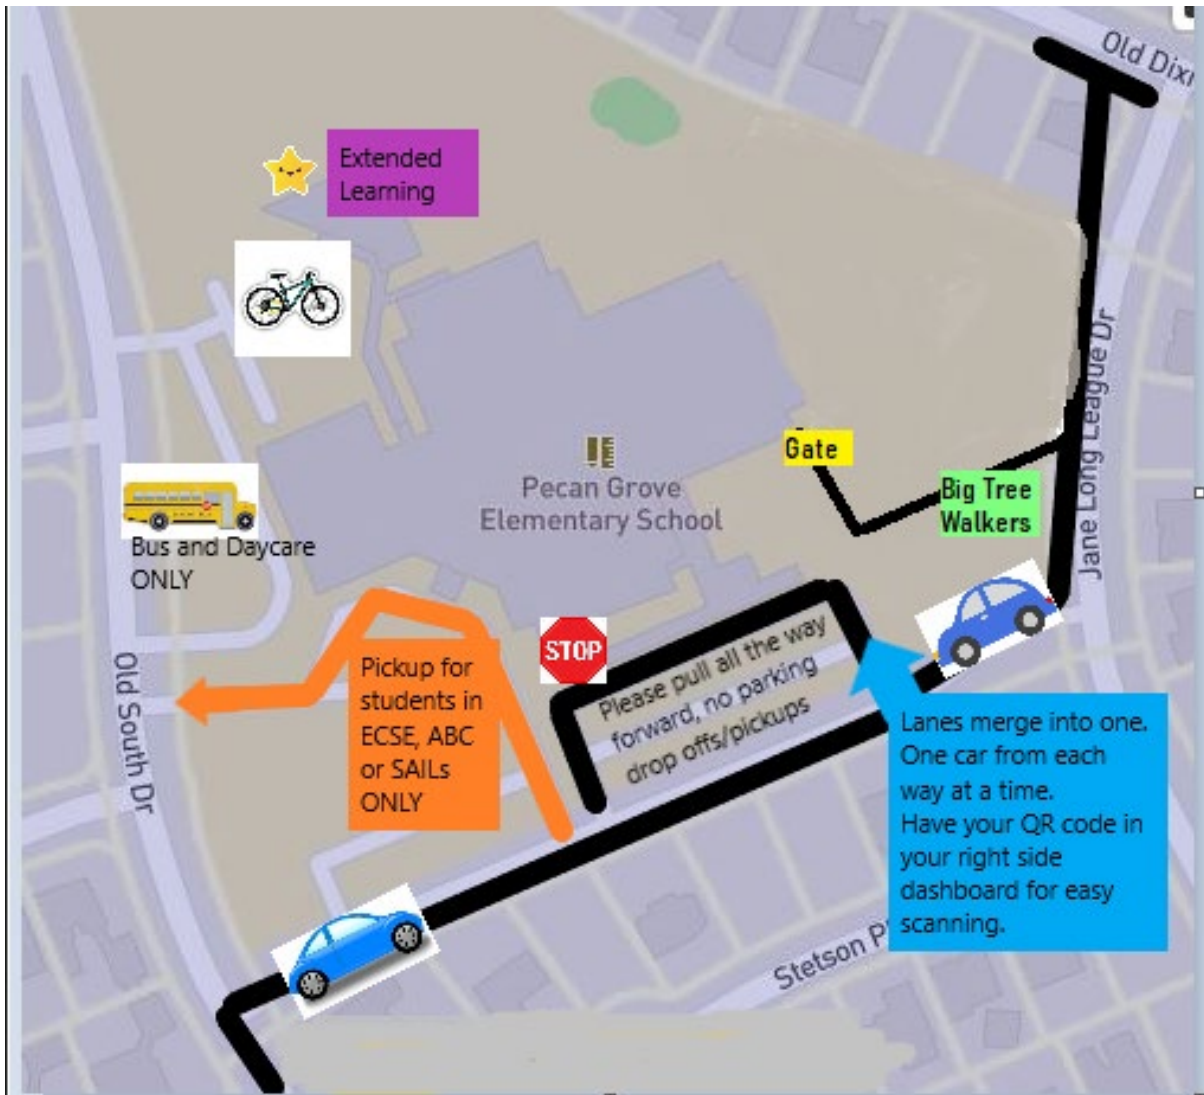 Old Dixi
Extended
Learning
Jane Long League Dr
Gate
Pecan Grove
Elementary School
Big Tree
Walkers
Bus and Daycare
ONLY
STOP
Please pull all the way
forward, no parking
drop offs/pickups
Pickup for
students in
ECSE, ABC
or SAILs
ONLY
Old South Dr
Lanes merge into one.
One car from each
way at a time.
Have your QR code in
your right side
dashboard for easy
scanning.
Stetson P